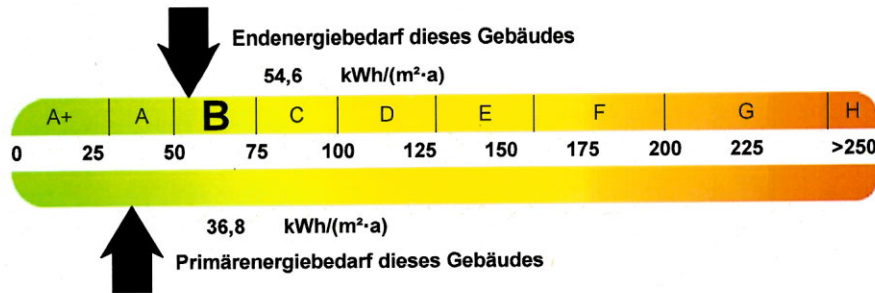 Endenergiebedarf dieses Gebäudes
54,6 kWh/(m²·a)
A+ A B C D E F G H
0 25 50 75 100 125 150 175 200 225 >250
36,8 kWh/(m²·a)
Primärenergiebedarf dieses Gebäudes